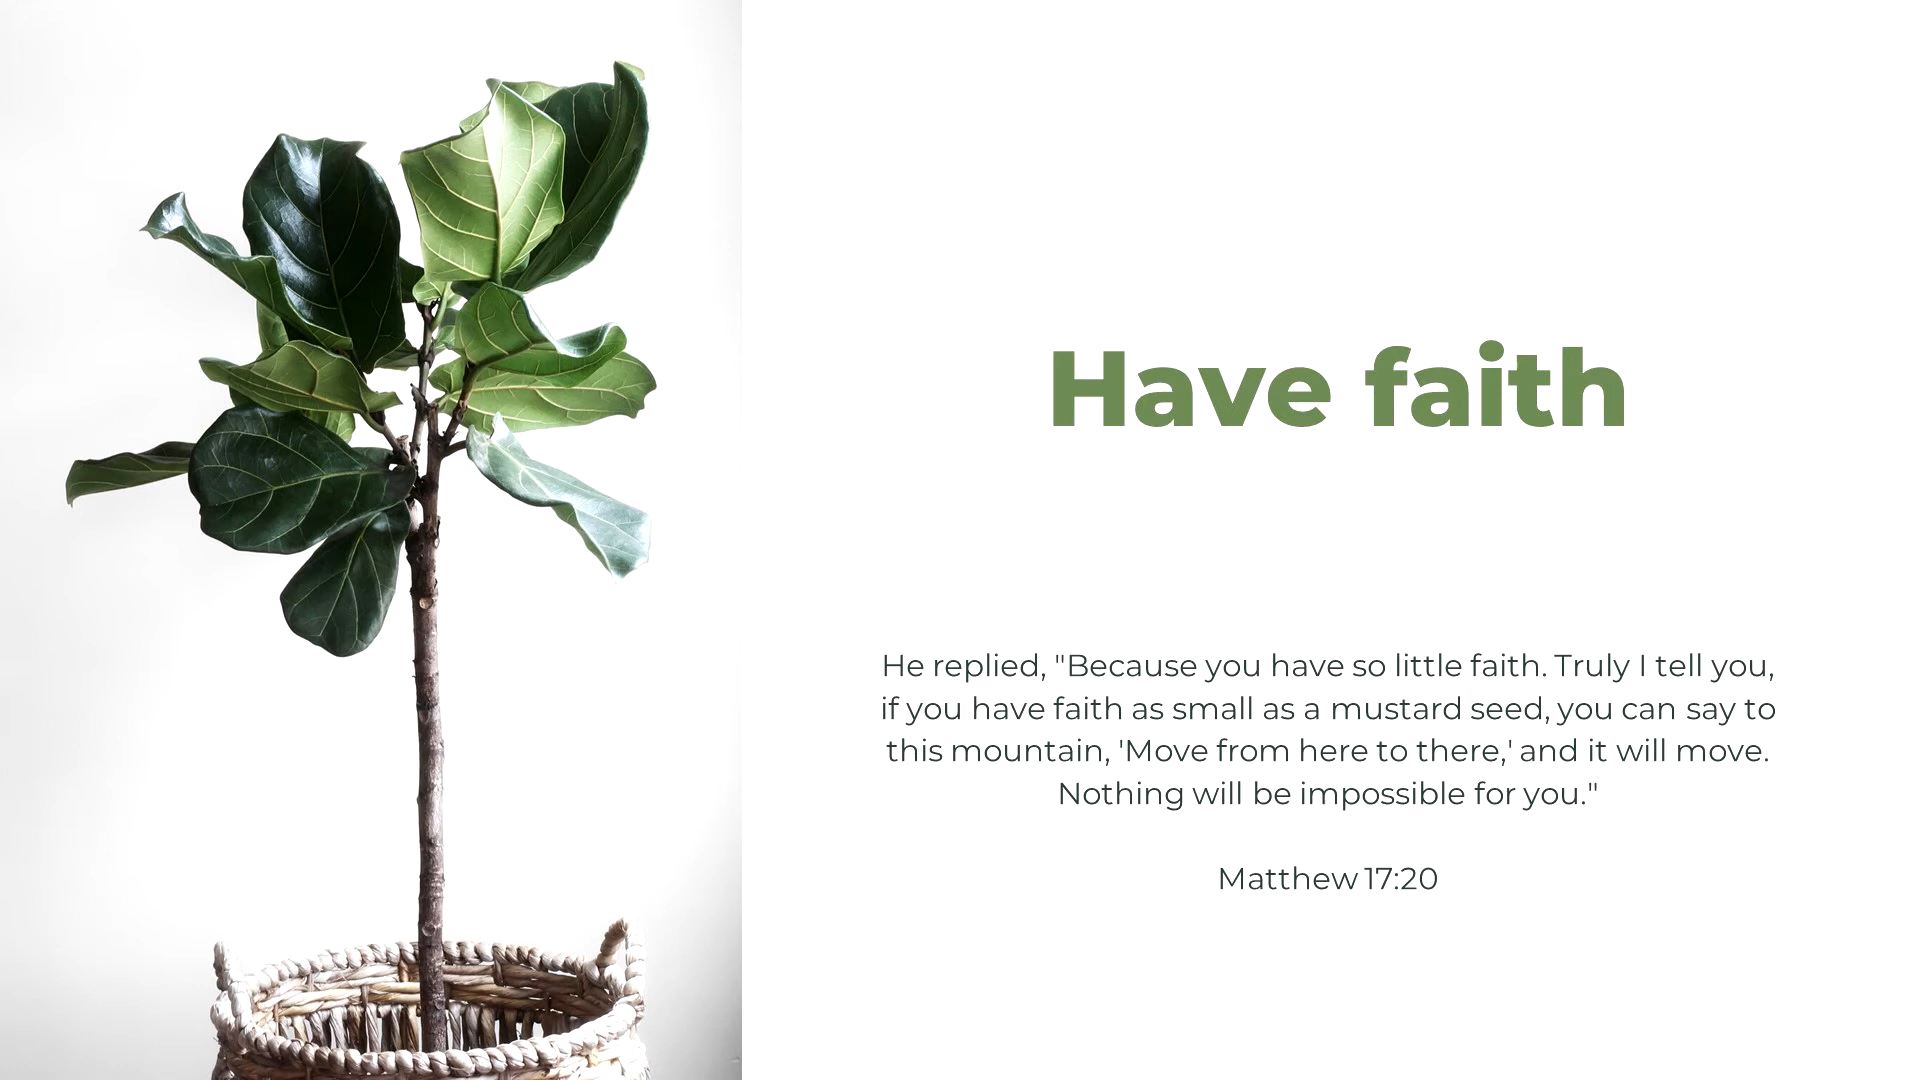 Have faith
He replied, "Because you have so little faith. Truly I tell you,
if you have faith as small as a mustard seed, you can say to
this mountain, 'Move from here to there,' and it will move.
Nothing will be impossible for you."
Matthew 17:20